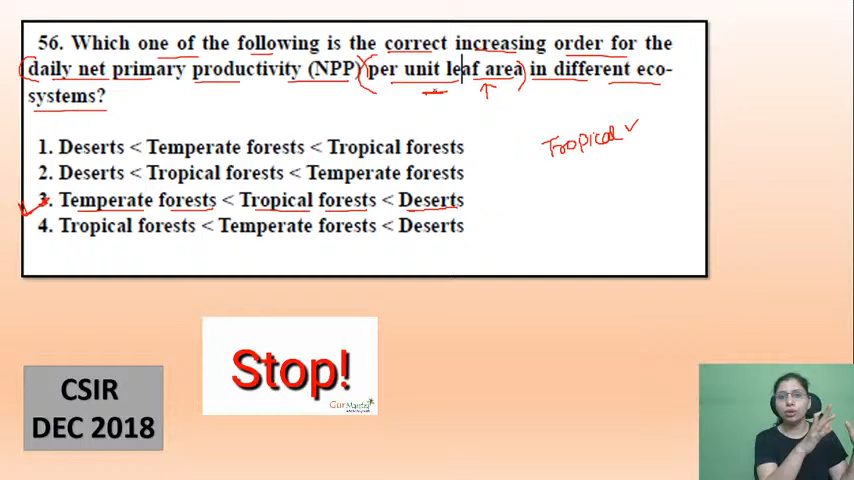 56. Which one of the following is the correct increasing order for the
daily net primary productivity (NPP) (per unit leaf area) in different eco-
systems?
Tropical ✓
1. Deserts < Temperate forests < Tropical forests
2. Deserts < Tropical forests < Temperate forests
3. Temperate forests < Tropical forests < Deserts
4. Tropical forests < Temperate forests < Deserts
Stop!
GurMantra
CSIR
DEC 2018